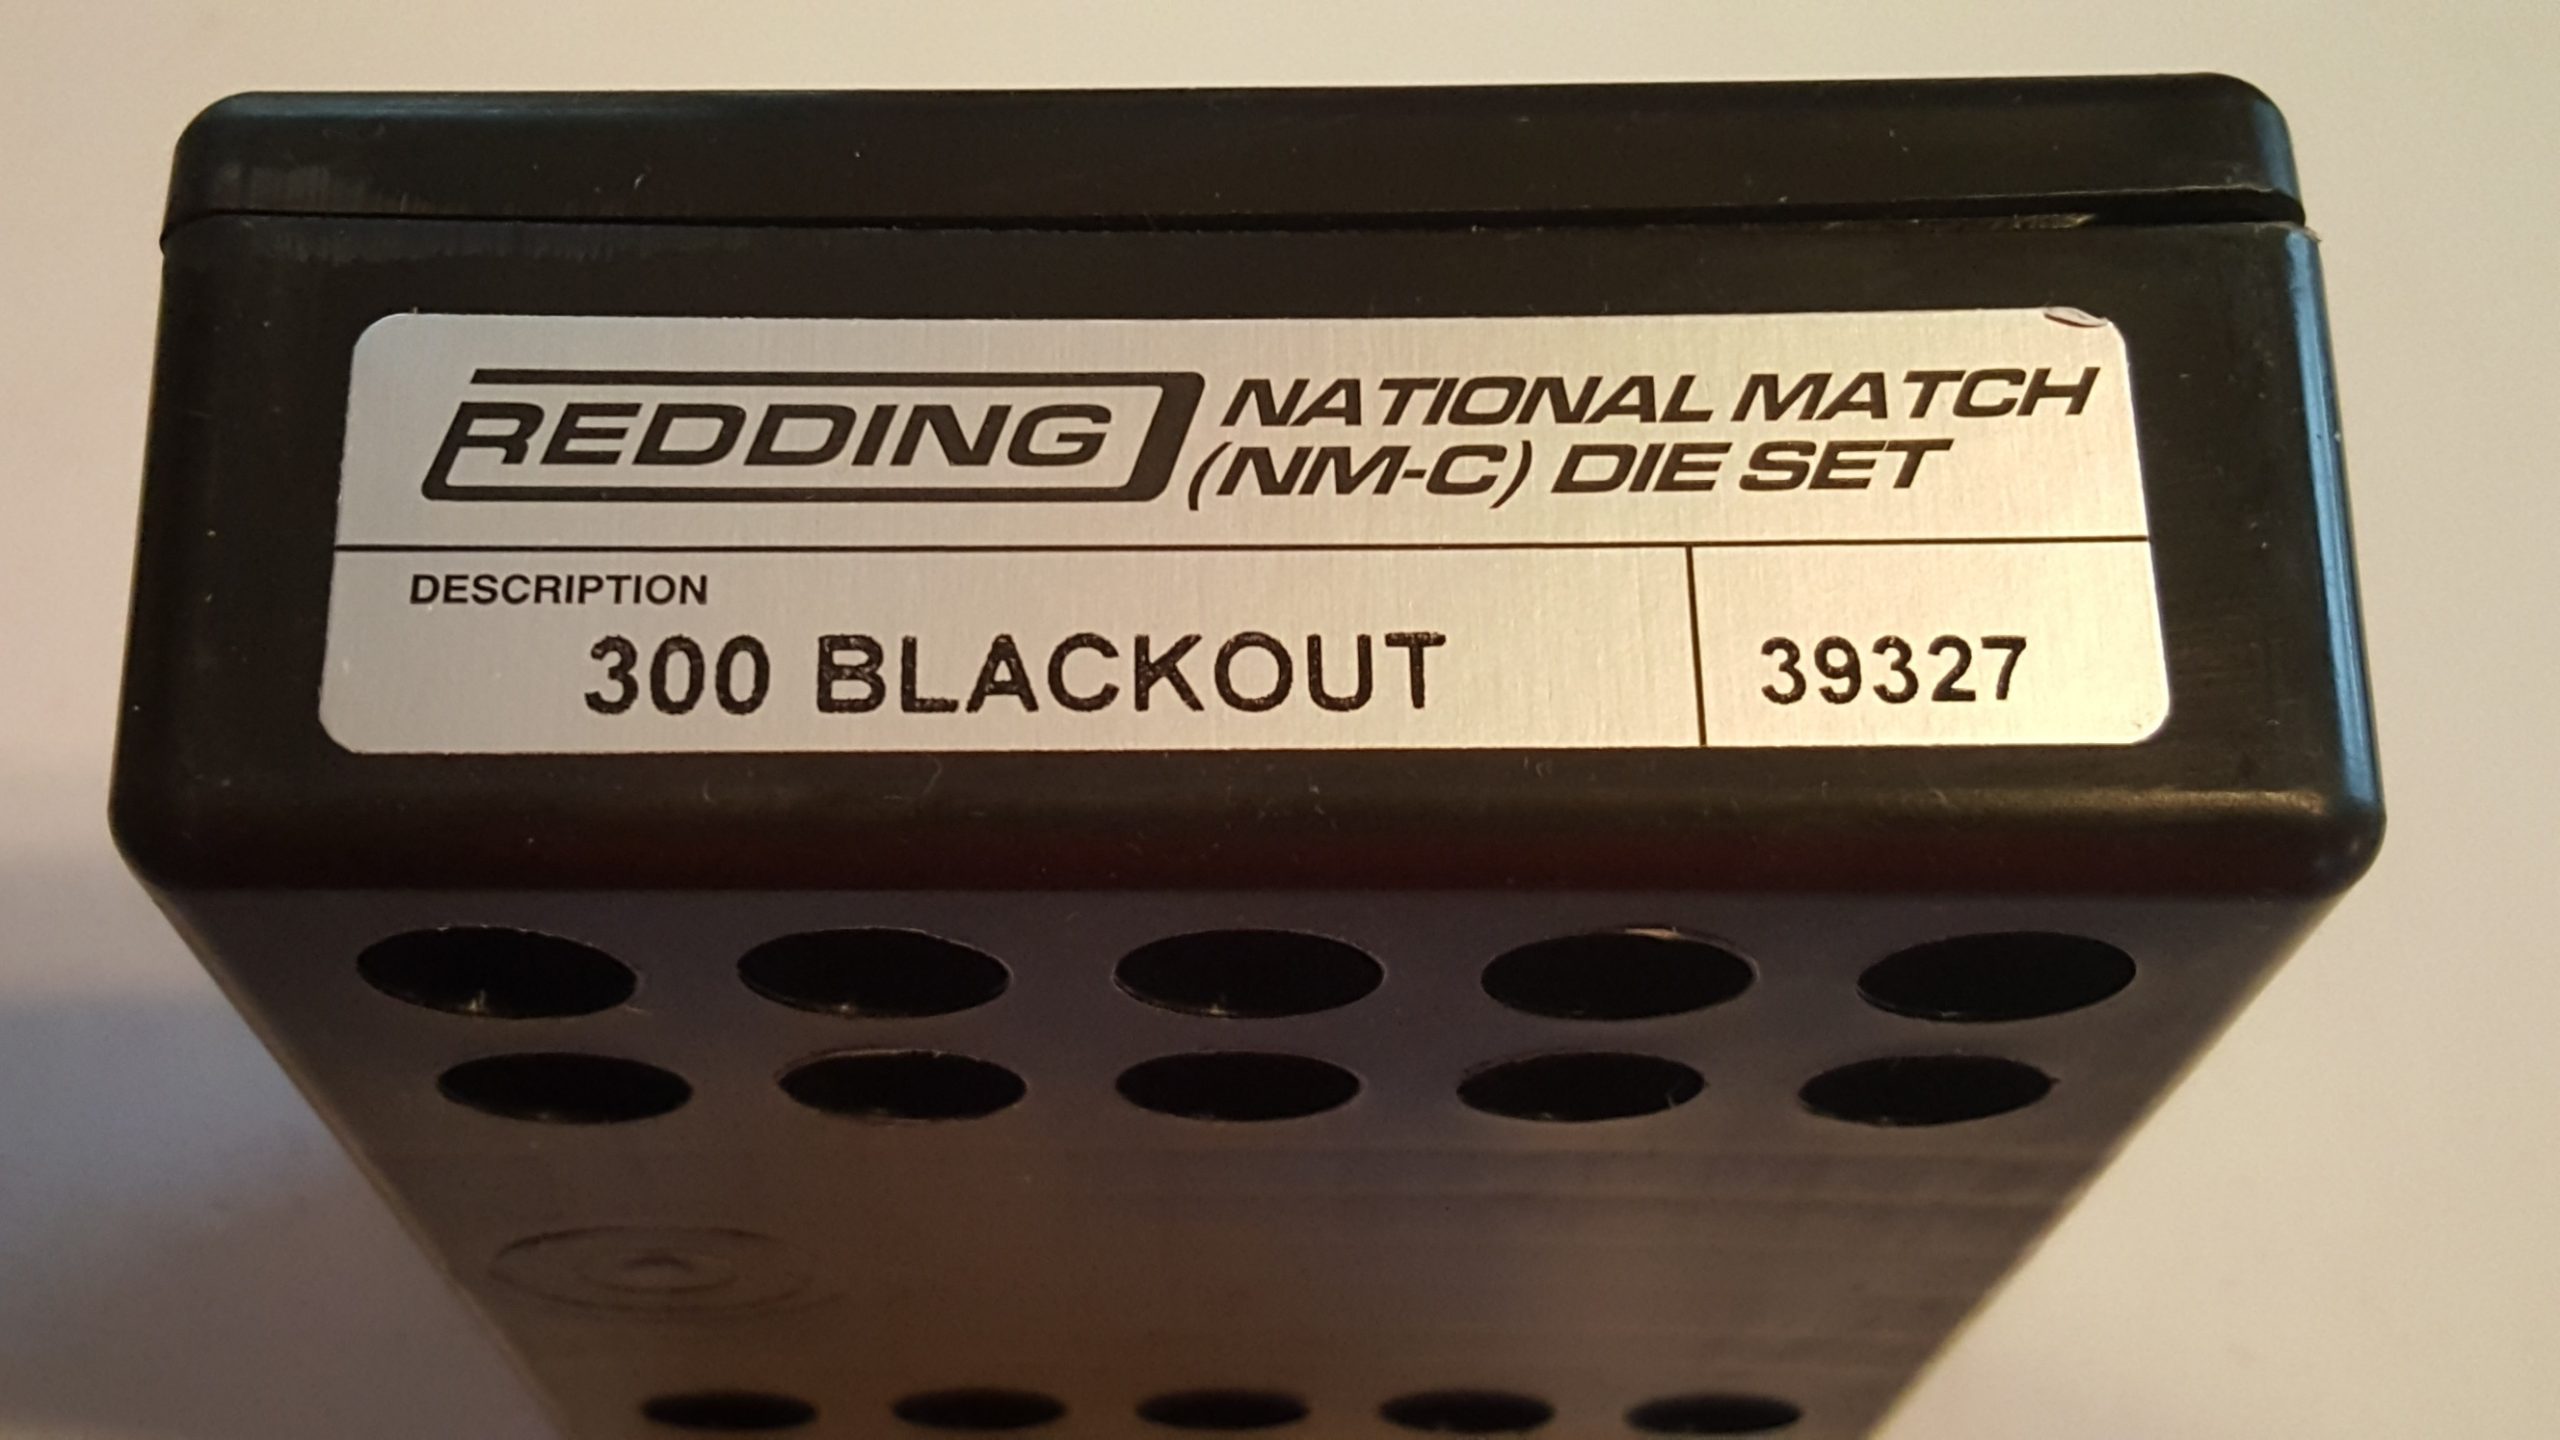 REDDING
NATIONAL MATCH
(NM-C) DIE SET
DESCRIPTION
300 BLACKOUT
39327